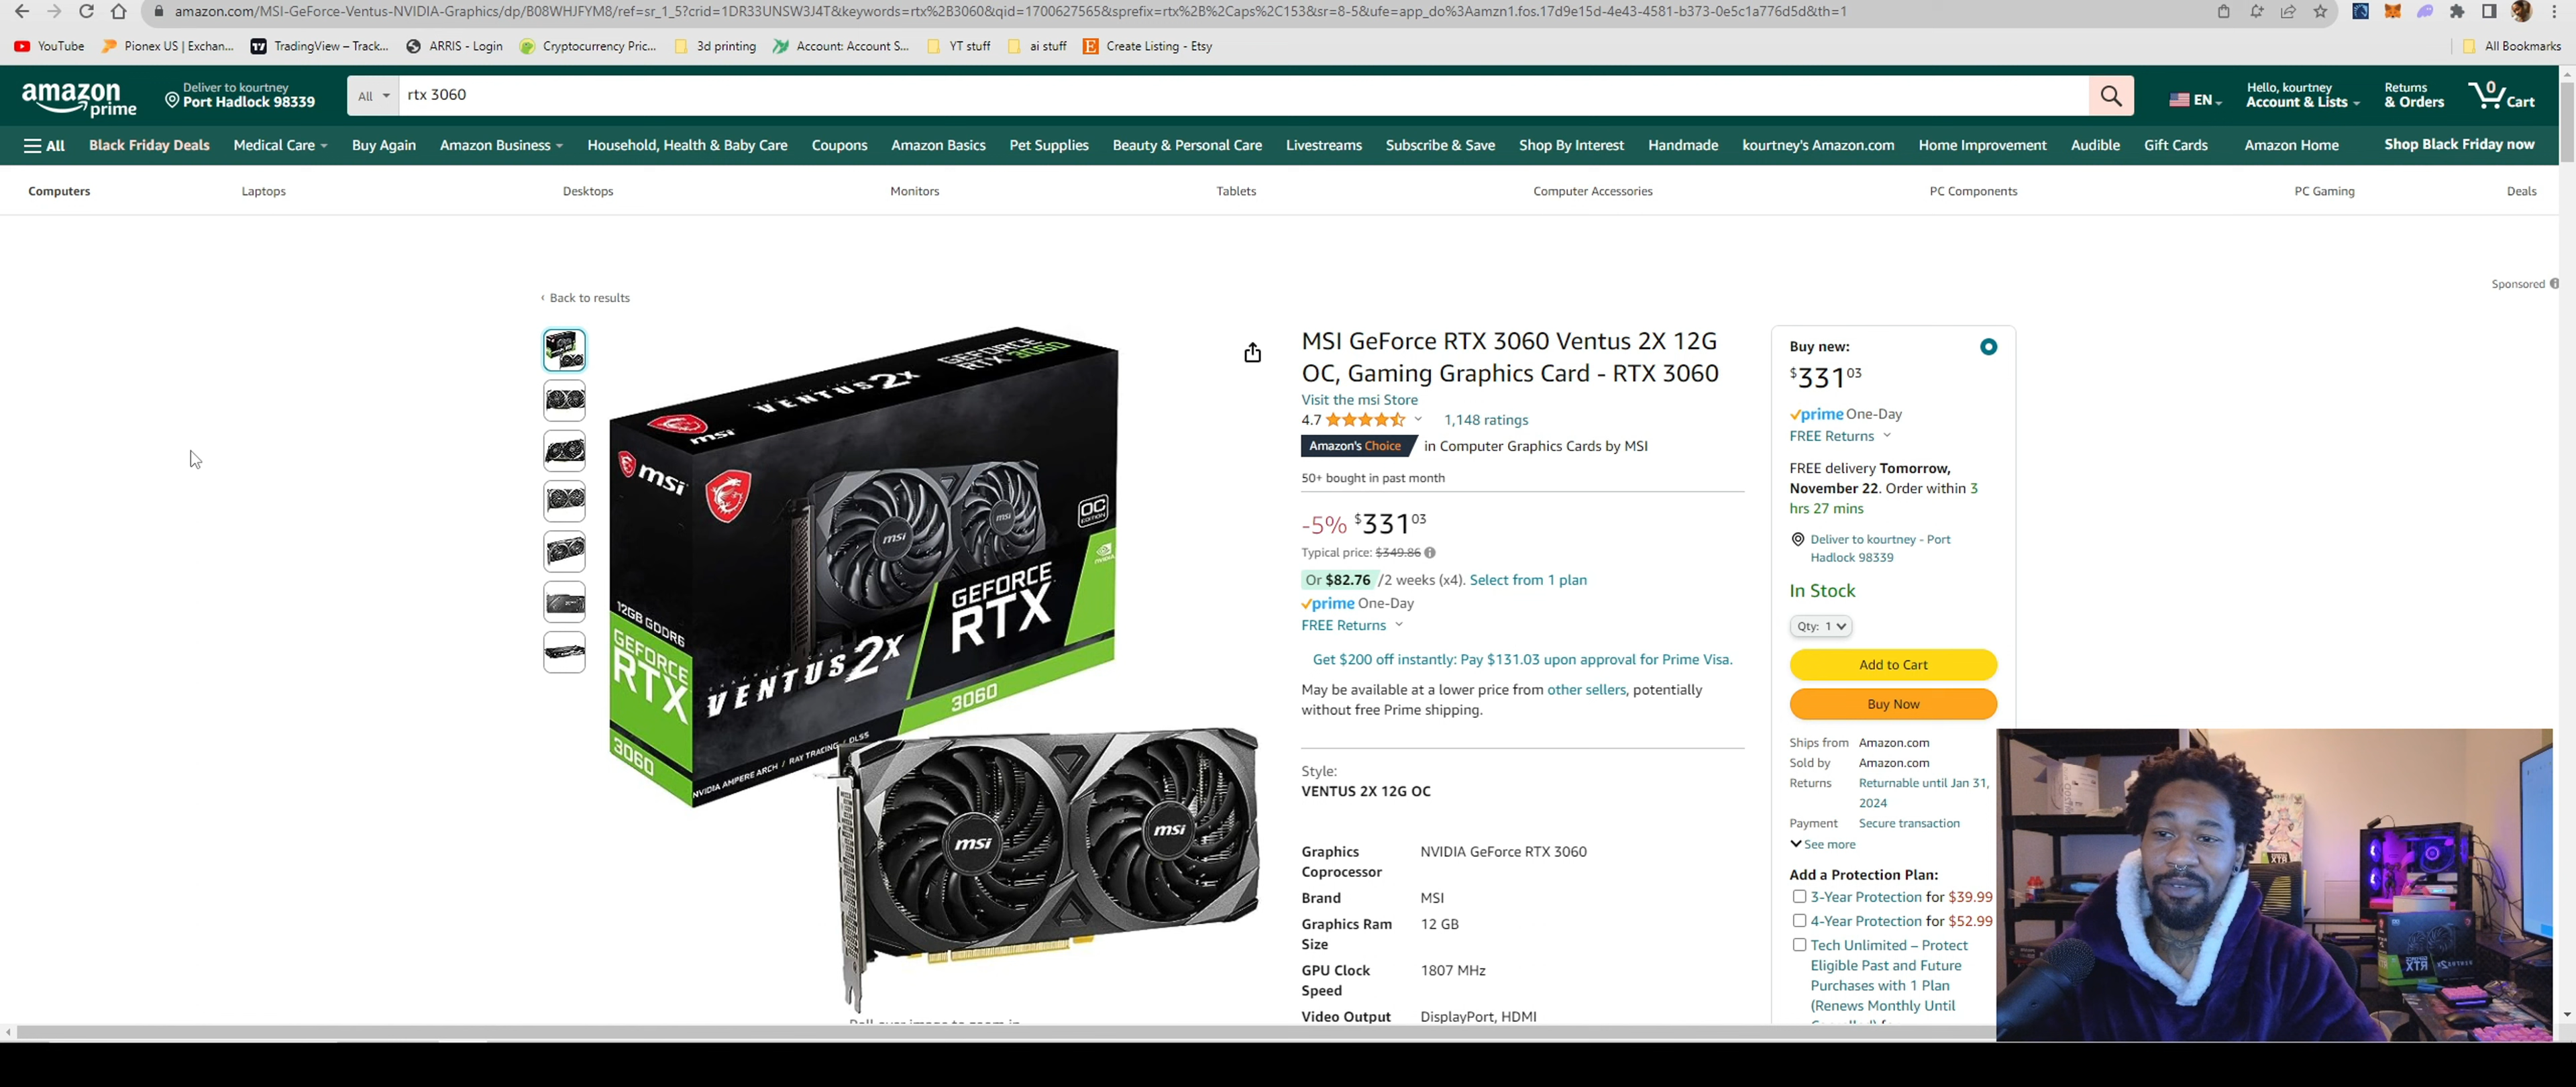 amazon.com/MSI-GeForce-Ventus-NVIDIA-Graphics/dp/B08WHJFYM8/ref=sr_1_5?crid=1DR33UNSW3J4T&keywords=rtx%2B3060&qid=1700627565&sprefix=rtx%2B%2Caps%2C153&sr=8-5&ufe=app_do%3Aamzn1.fos.17d9e15d-4e43-4581-b373-0e5c1a776d5d&th=1
YouTube Pionex US | Exchan... TradingView – Track... ARRIS - Login Cryptocurrency Pric... 3d printing Account: Account S... YT stuff ai stuff Create Listing - Etsy All Bookmarks
amazon prime
Deliver to kourtney
Port Hadlock 98339
All rtx 3060
EN
Hello, kourtney
Account & Lists
Returns
& Orders
0 Cart
All Black Friday Deals Medical Care Buy Again Amazon Business Household, Health & Baby Care Coupons Amazon Basics Pet Supplies Beauty & Personal Care Livestreams Subscribe & Save Shop By Interest Handmade kourtney's Amazon.com Home Improvement Audible Gift Cards Amazon Home Shop Black Friday now
Computers Laptops Desktops Monitors Tablets Computer Accessories PC Components PC Gaming Deals
Sponsored
‹ Back to results
VENTUS 2X
GEFORCE
RTX 3060
msi
msi
OC
EDITION
NVIDIA
msi
msi
12GB GDDR6
GEFORCE
RTX
3060
GRAPHICS CARD
VENTUS 2X
GEFORCE
RTX
3060
NVIDIA AMPERE ARCH / RAY TRACING / DLSS
msi
msi
MSI GeForce RTX 3060 Ventus 2X 12G
OC, Gaming Graphics Card - RTX 3060
Visit the msi Store
4.7 1,148 ratings
Amazon's Choice in Computer Graphics Cards by MSI
50+ bought in past month
-5% $331 03
Typical price: $349.86
Or $82.76 /2 weeks (x4). Select from 1 plan
prime One-Day
FREE Returns
Get $200 off instantly: Pay $131.03 upon approval for Prime Visa.
May be available at a lower price from other sellers, potentially
without free Prime shipping.
Style:
VENTUS 2X 12G OC
Graphics Coprocessor NVIDIA GeForce RTX 3060
Brand MSI
Graphics Ram Size 12 GB
GPU Clock Speed 1807 MHz
Video Output DisplayPort, HDMI
Buy new:
$331 03
prime One-Day
FREE Returns
FREE delivery Tomorrow,
November 22. Order within 3
hrs 27 mins
Deliver to kourtney - Port
Hadlock 98339
In Stock
Qty: 1
Add to Cart
Buy Now
Ships from Amazon.com
Sold by Amazon.com
Returns Returnable until Jan 31,
2024
Payment Secure transaction
See more
Add a Protection Plan:
3-Year Protection for $39.99
4-Year Protection for $52.99
Tech Unlimited – Protect
Eligible Past and Future
Purchases with 1 Plan
(Renews Monthly Until